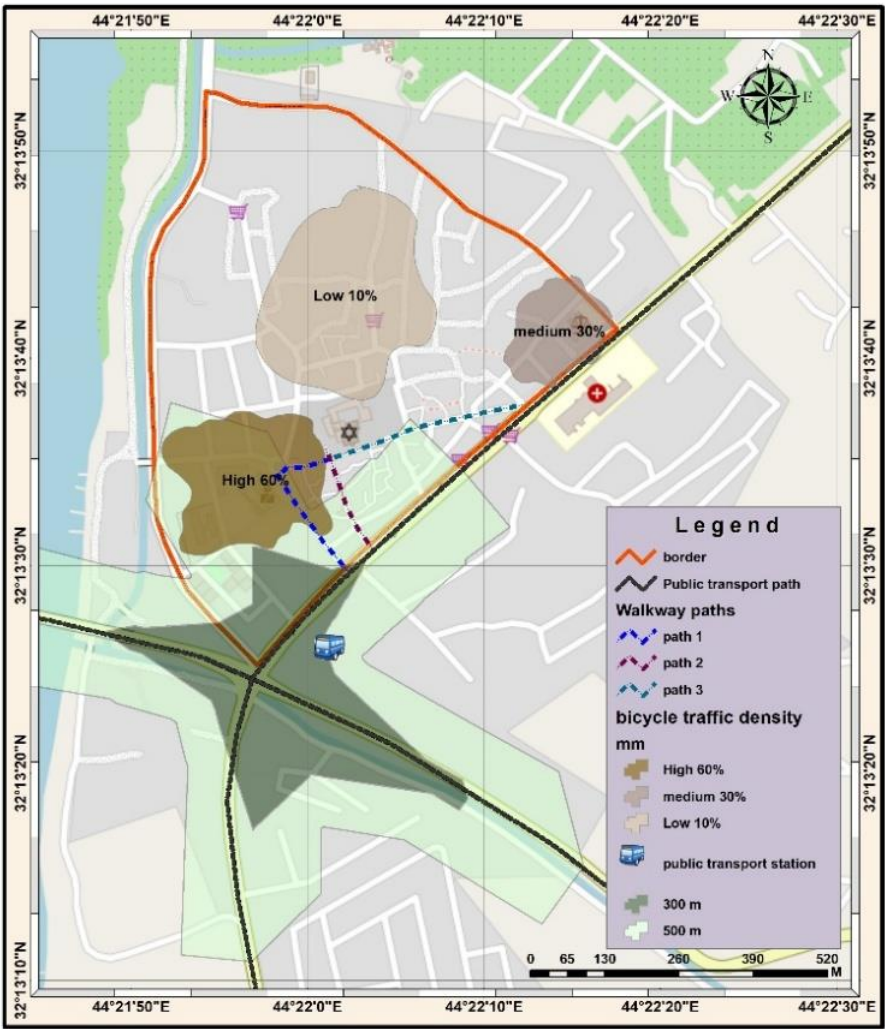 44°21'50"E 44°22'0"E 44°22'10"E 44°22'20"E 44°22'30"E
N
W E
S
32°13'50"N 32°13'50"N
Low 10%
medium 30%
32°13'40"N 32°13'40"N
High 60%
32°13'30"N 32°13'30"N
Legend
border
Public transport path
Walkway paths
path 1
path 2
path 3
bicycle traffic density
mm
High 60%
medium 30%
Low 10%
public transport station
300 m
500 m
32°13'20"N 32°13'20"N
0 65 130 260 390 520
M
32°13'10"N 32°13'10"N
44°21'50"E 44°22'0"E 44°22'10"E 44°22'20"E 44°22'30"E